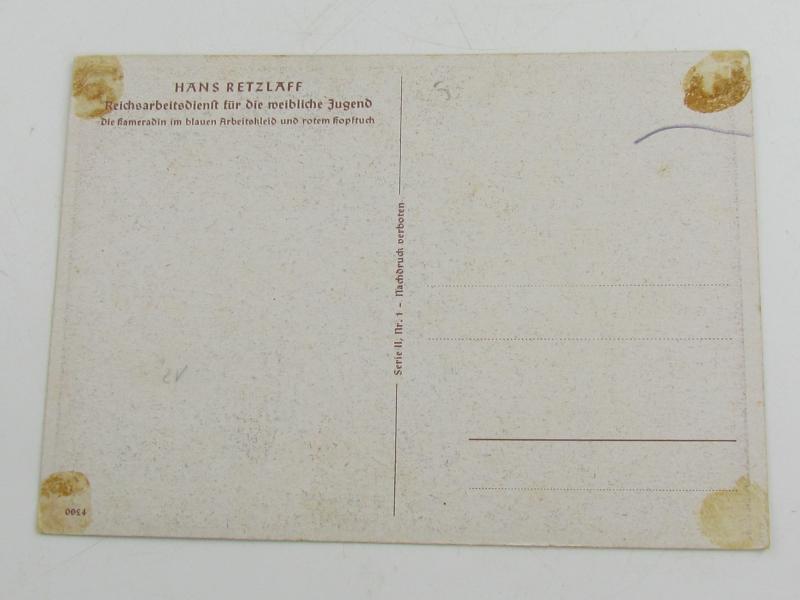 HANS RETZLAFF
Reichsarbeitsdienst für die weibliche Jugend
Die Kameradin im blauen Arbeitskleid und rotem Kopftuch
Serie II, Nr. 1 – Nachdruck verboten